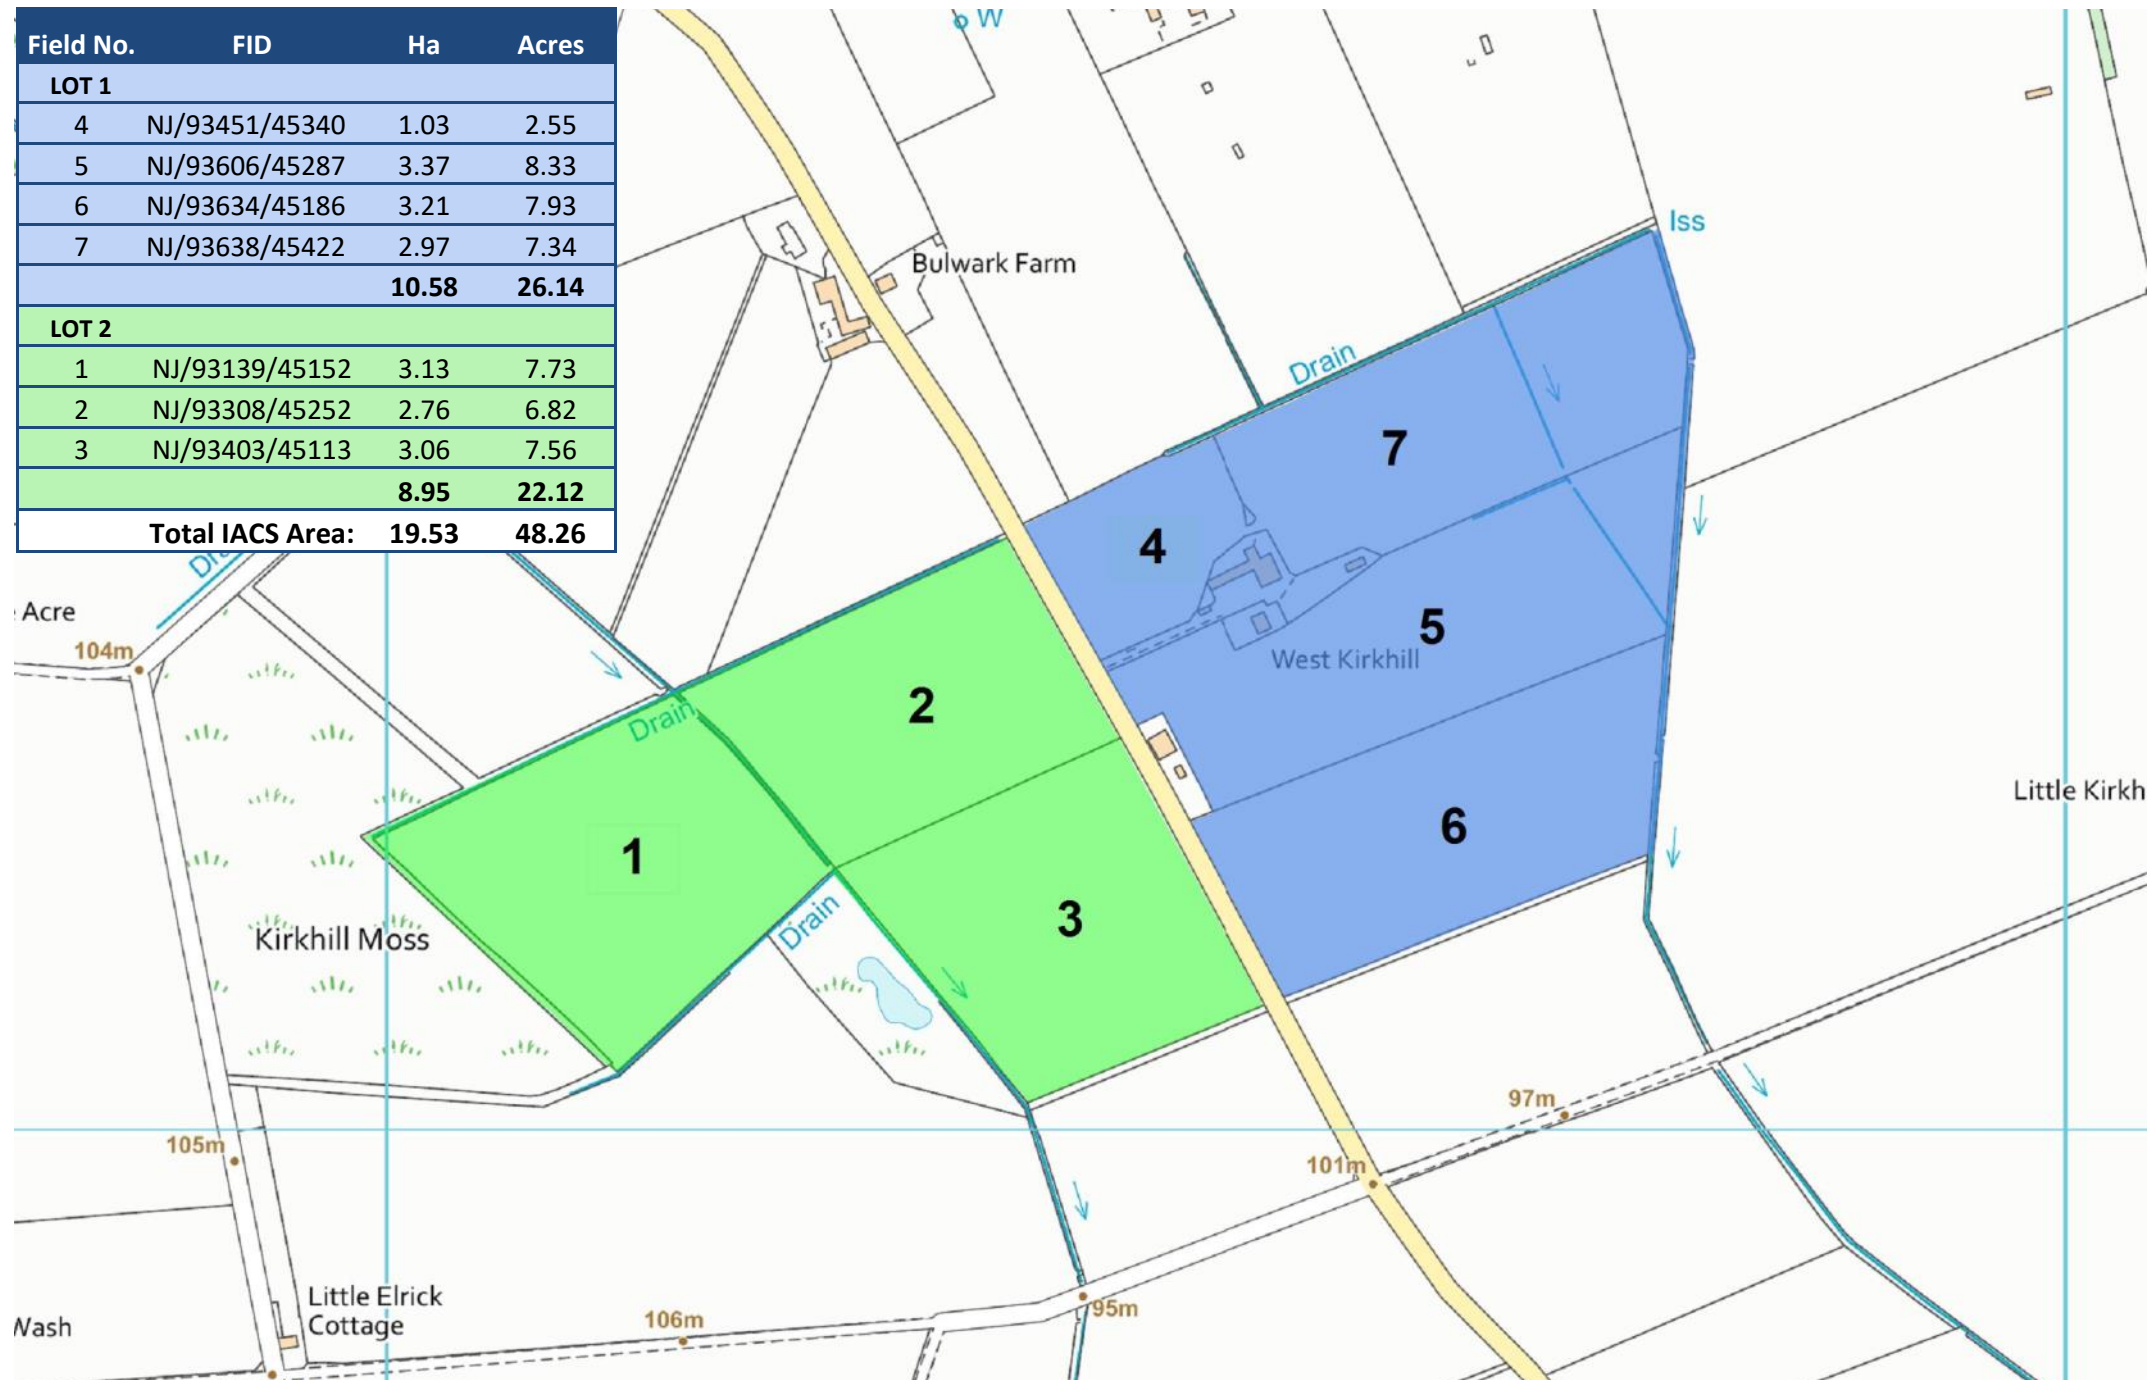 Field No. FID Ha Acres
LOT 1
4 NJ/93451/45340 1.03 2.55
5 NJ/93606/45287 3.37 8.33
6 NJ/93634/45186 3.21 7.93
7 NJ/93638/45422 2.97 7.34
10.58 26.14
LOT 2
1 NJ/93139/45152 3.13 7.73
2 NJ/93308/45252 2.76 6.82
3 NJ/93403/45113 3.06 7.56
8.95 22.12
Total IACS Area: 19.53 48.26
W
Iss
Bulwark Farm
Drain
7
4
Acre
104m
5
West Kirkhill
2
Drain
Little Kirkh
6
1
3
Drain
Kirkhill Moss
97m
105m
101m
Little Elrick
Cottage
95m
106m
Wash